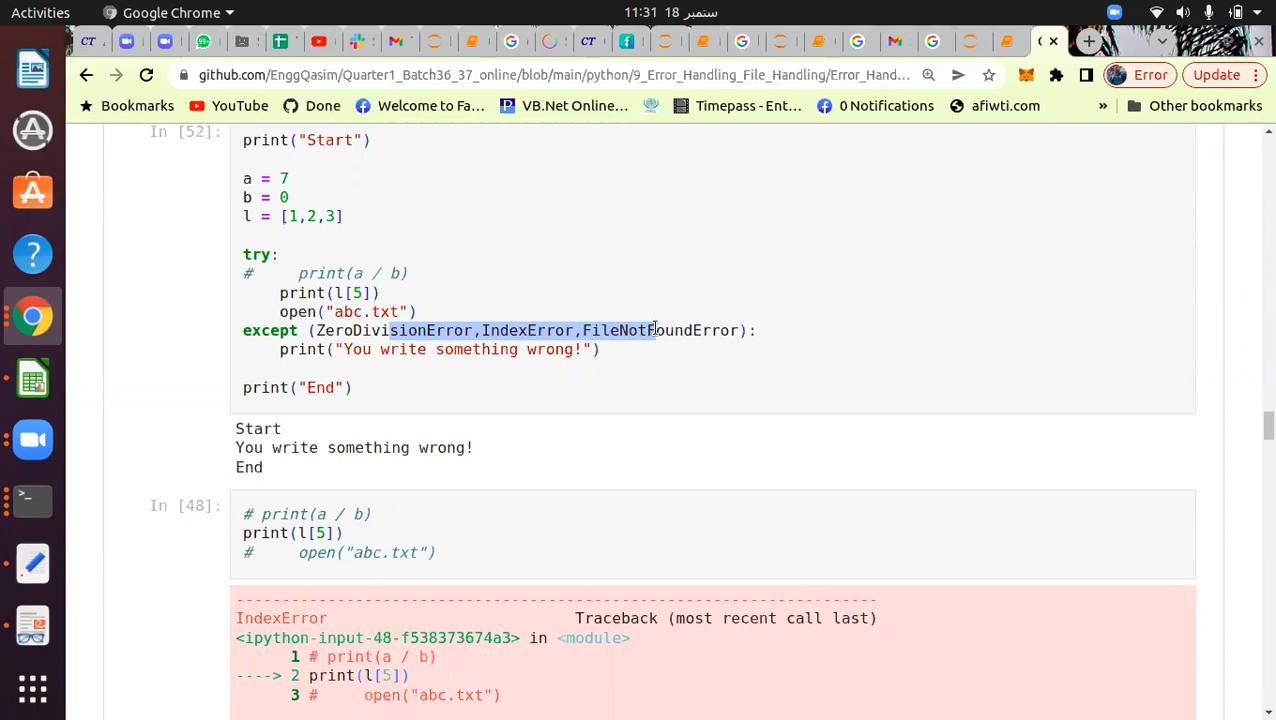 Activities
Google Chrome
11:31 18 ستمبر
github.com/EnggQasim/Quarter1_Batch36_37_online/blob/main/python/9_Error_Handling_File_Handling/Error_Hand...
Error
Update
Bookmarks
YouTube
Done
Welcome to Fa...
VB.Net Online...
Timepass - Ent...
0 Notifications
afiwti.com
»
Other bookmarks
In [52]:
print("Start")
a = 7
b = 0
l = [1,2,3]
try:
#     print(a / b)
    print(l[5])
    open("abc.txt")
except (ZeroDivisionError,IndexError,FileNotFoundError):
    print("You write something wrong!")
print("End")
Start
You write something wrong!
End
In [48]:
# print(a / b)
print(l[5])
#     open("abc.txt")
---------------------------------------------------------------------------
IndexError                                Traceback (most recent call last)
<ipython-input-48-f538373674a3> in <module>
      1 # print(a / b)
----> 2 print(l[5])
      3 #     open("abc.txt")